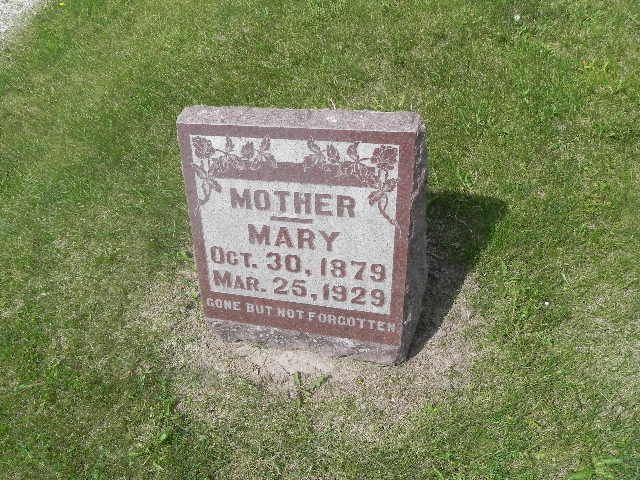 MOTHER
MARY
OCT. 30, 1879
MAR. 25, 1929
GONE BUT NOT FORGOTTEN